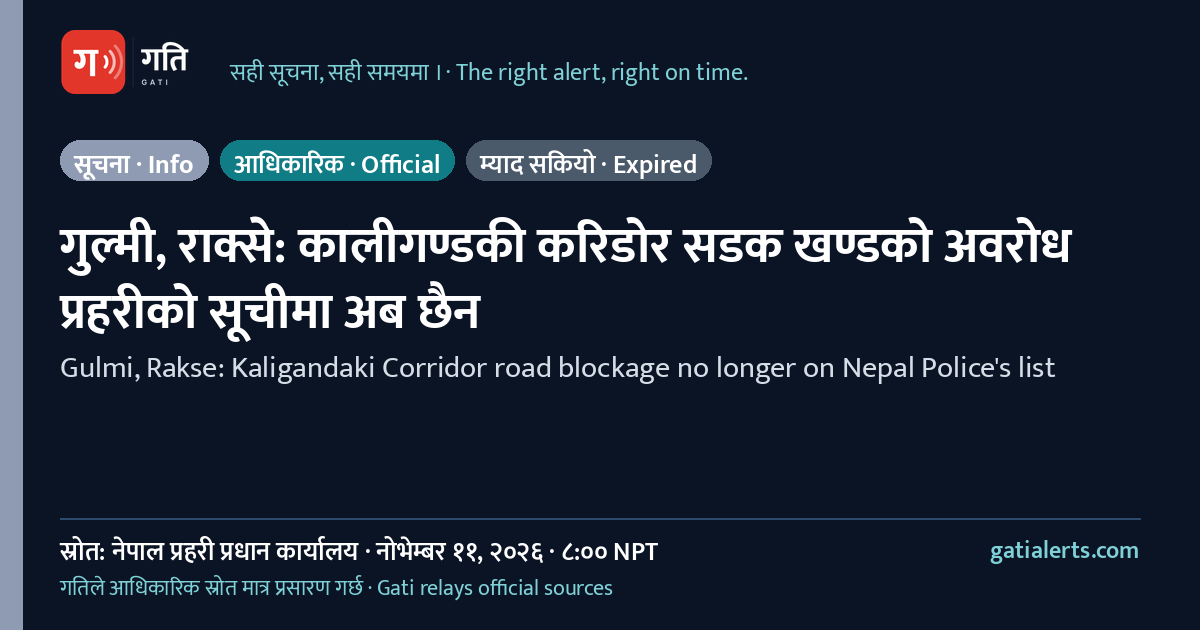 ग गति
GATI
सही सूचना, सही समयमा । · The right alert, right on time.
सूचना · Info
आधिकारिक · Official
म्याद सकियो · Expired
गुल्मी, राक्से: कालीगण्डकी करिडोर सडक खण्डको अवरोध
प्रहरीको सूचीमा अब छैन
Gulmi, Rakse: Kaligandaki Corridor road blockage no longer on Nepal Police's list
स्रोत: नेपाल प्रहरी प्रधान कार्यालय · नोभेम्बर ११, २०२६ · ८:०० NPT
gatialerts.com
गतिले आधिकारिक स्रोत मात्र प्रसारण गर्छ · Gati relays official sources